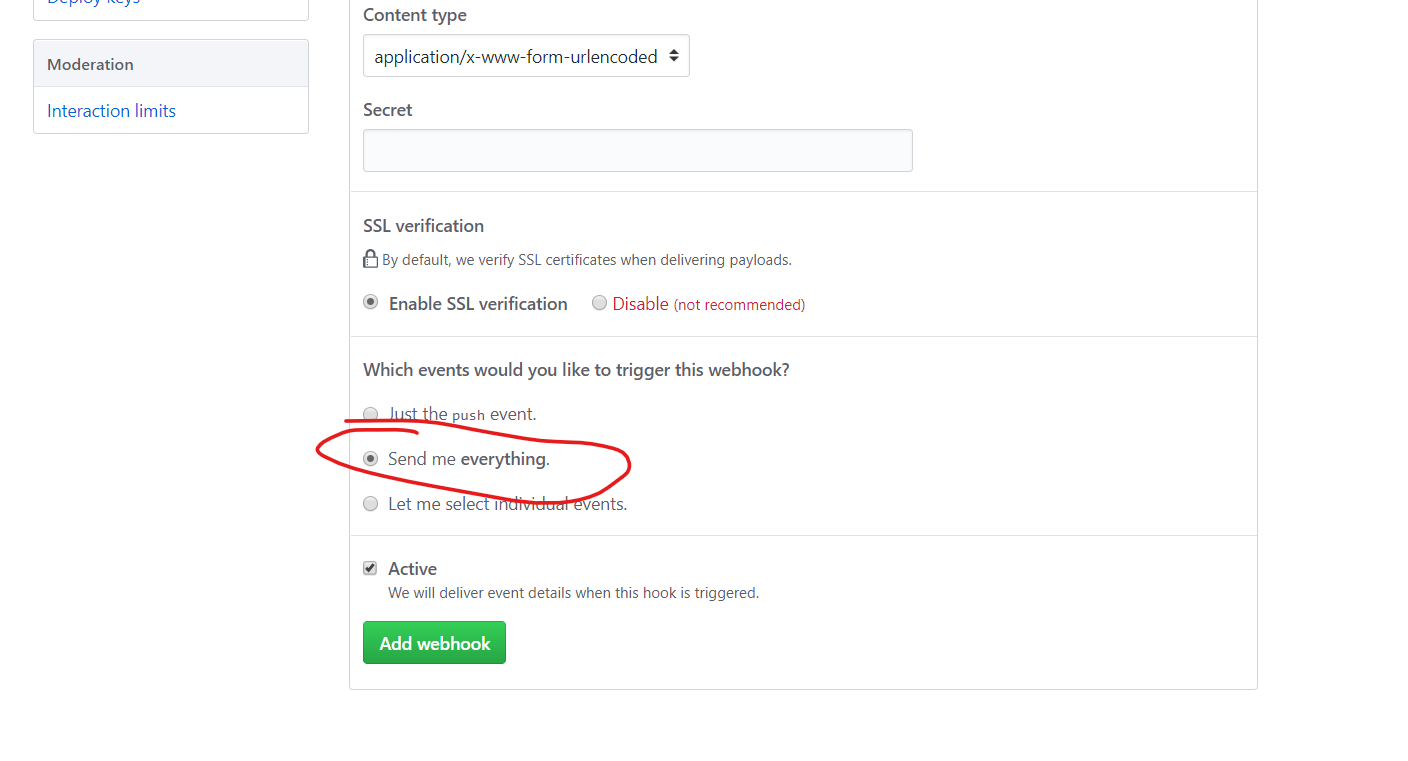 Deploy keys
Moderation
Interaction limits
Content type
application/x-www-form-urlencoded
Secret
SSL verification
By default, we verify SSL certificates when delivering payloads.
Enable SSL verification Disable (not recommended)
Which events would you like to trigger this webhook?
Just the push event.
Send me everything.
Let me select individual events.
Active
We will deliver event details when this hook is triggered.
Add webhook